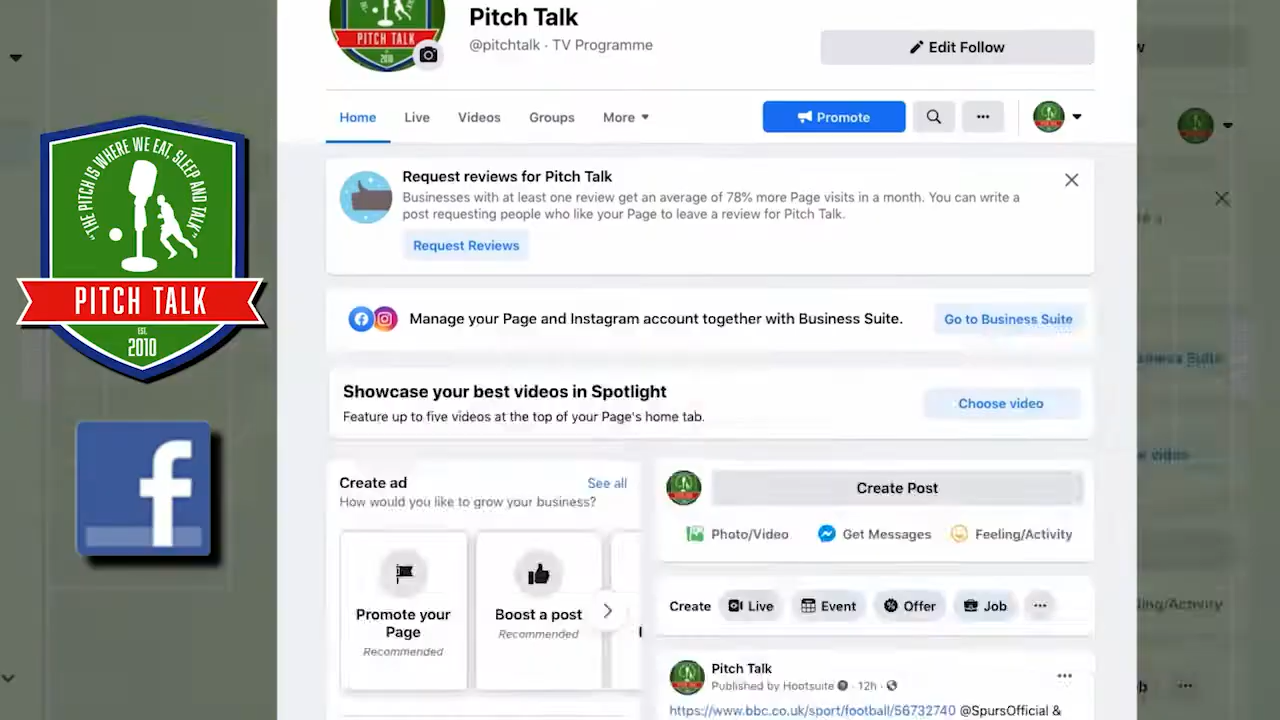 Pitch Talk
@pitchtalk · TV Programme
Edit Follow
PITCH TALK
2010
Home
Live
Videos
Groups
More
Promote
Request reviews for Pitch Talk
Businesses with at least one review get an average of 78% more Page visits in a month. You can write a
post requesting people who like your Page to leave a review for Pitch Talk.
Request Reviews
"THE PITCH IS WHERE WE EAT, SLEEP AND TALK"
PITCH TALK
EST.
2010
Manage your Page and Instagram account together with Business Suite.
Go to Business Suite
Showcase your best videos in Spotlight
Feature up to five videos at the top of your Page's home tab.
Choose video
f
Create ad
See all
How would you like to grow your business?
Promote your
Page
Recommended
Boost a post
Recommended
Create Post
Photo/Video
Get Messages
Feeling/Activity
Create
Live
Event
Offer
Job
Pitch Talk
Published by Hootsuite · 12h ·
https://www.bbc.co.uk/sport/football/56732740 @SpursOfficial &